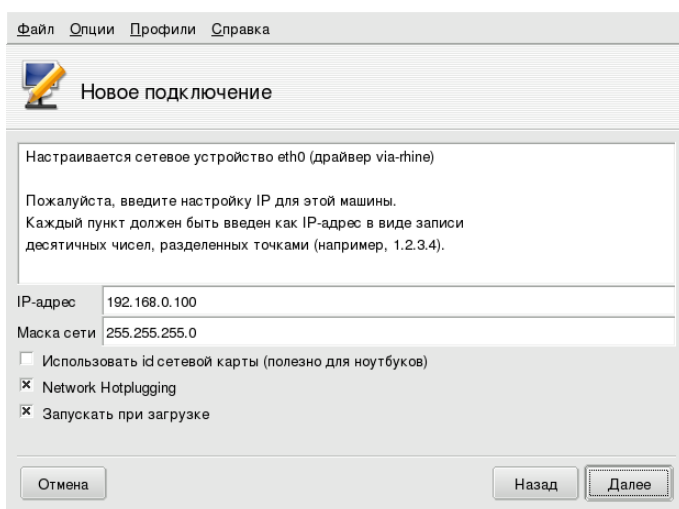 Файл Опции Профили Справка
Новое подключение
Настраивается сетевое устройство eth0 (драйвер via-rhine)
Пожалуйста, введите настройку IP для этой машины.
Каждый пункт должен быть введен как IP-адрес в виде записи
десятичных чисел, разделенных точками (например, 1.2.3.4).
IP-адрес 192.168.0.100
Маска сети 255.255.255.0
Использовать id сетевой карты (полезно для ноутбуков)
Network Hotplugging
Запускать при загрузке
Отмена Назад Далее